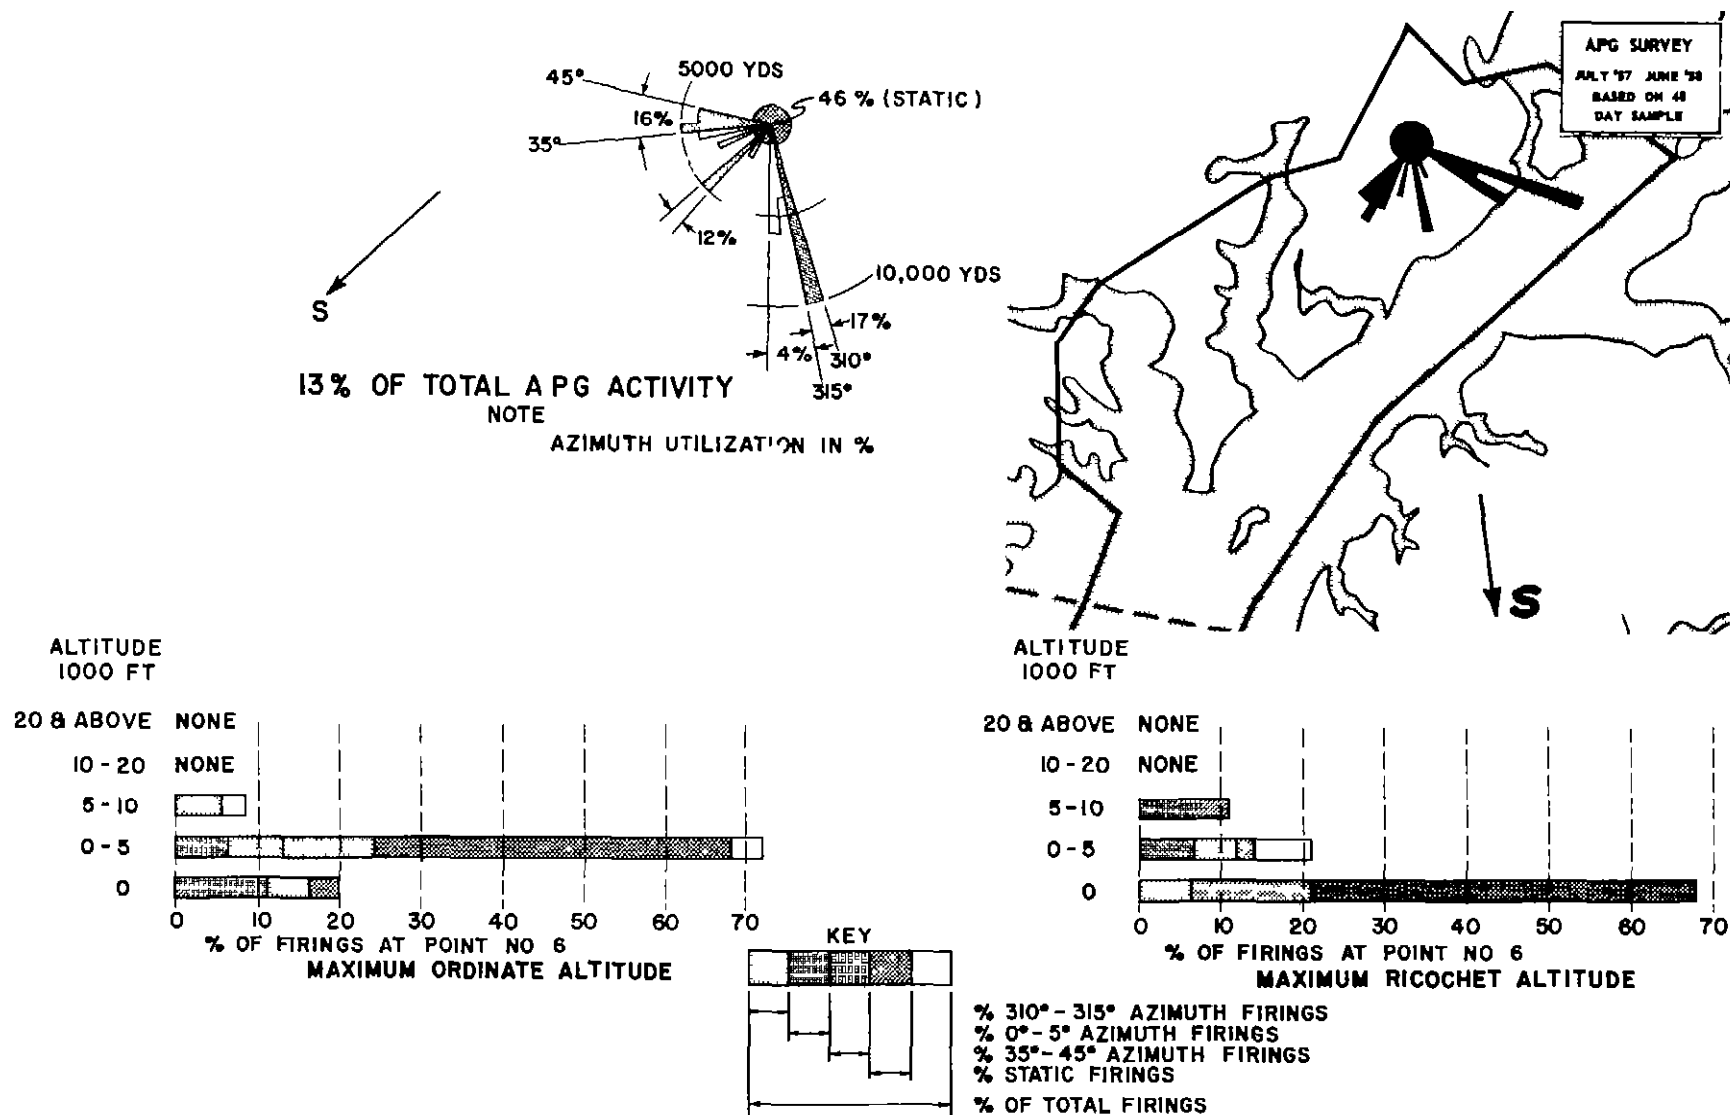 45°
5000 YDS
46 % (STATIC)
16%
35°
12%
S
10,000 YDS
17%
4%
310°
315°
13% OF TOTAL APG ACTIVITY
NOTE
AZIMUTH UTILIZATION IN %
APG SURVEY
JULY '57 JUNE '58
BASED ON 48
DAY SAMPLE
S
ALTITUDE
1000 FT
20 & ABOVE NONE
10 - 20 NONE
5 - 10
0 - 5
0
0 10 20 30 40 50 60 70
% OF FIRINGS AT POINT NO 6
MAXIMUM ORDINATE ALTITUDE
ALTITUDE
1000 FT
20 & ABOVE NONE
10 - 20 NONE
5 - 10
0 - 5
0
0 10 20 30 40 50 60 70
% OF FIRINGS AT POINT NO 6
MAXIMUM RICOCHET ALTITUDE
KEY
% 310° - 315° AZIMUTH FIRINGS
% 0° - 5° AZIMUTH FIRINGS
% 35° - 45° AZIMUTH FIRINGS
% STATIC FIRINGS
% OF TOTAL FIRINGS